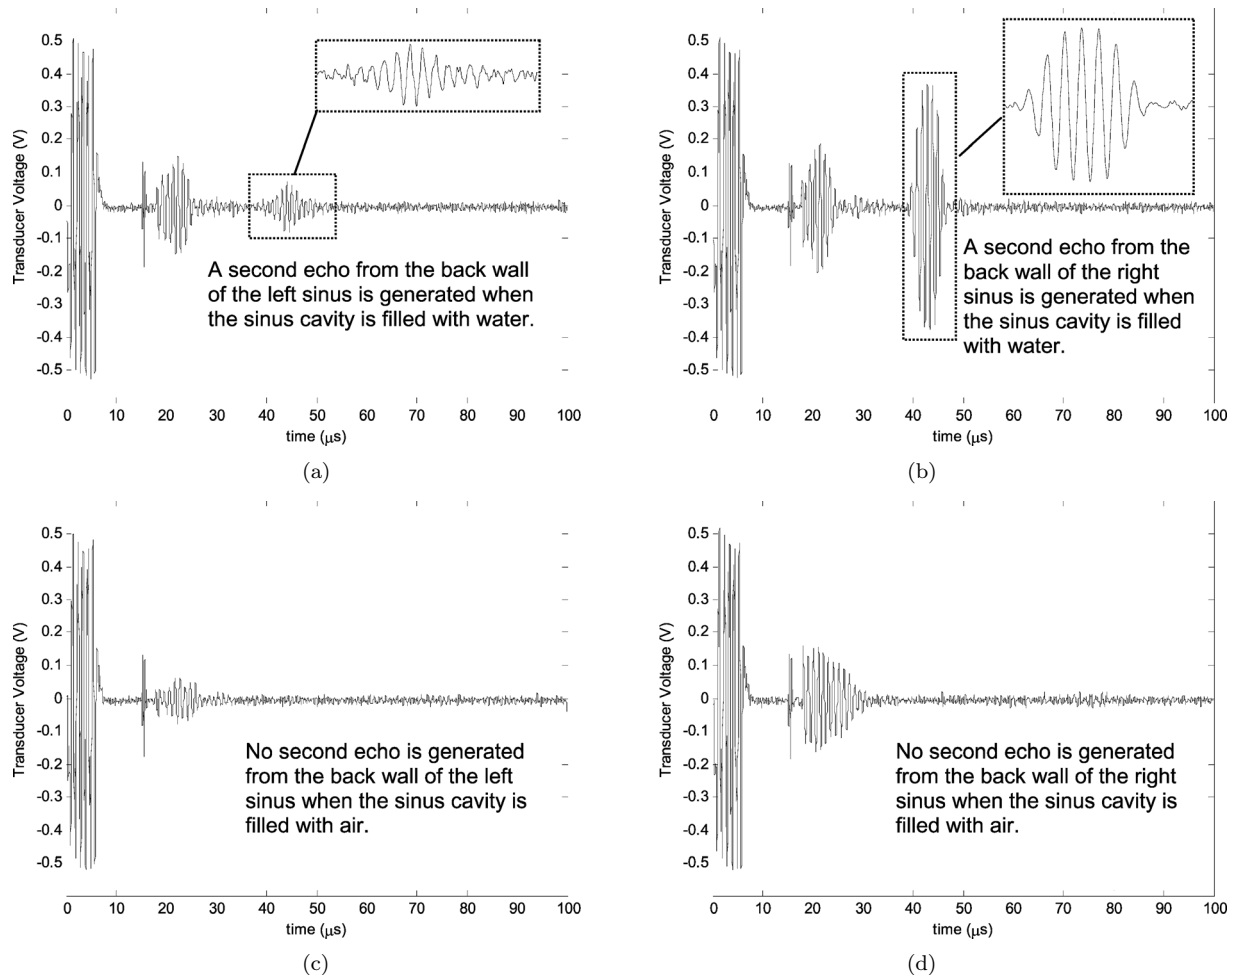 0.5
0.4
0.3
0.2
0.1
0
-0.1
-0.2
-0.3
-0.4
-0.5
Transducer Voltage (V)
A second echo from the back wall
of the left sinus is generated when
the sinus cavity is filled with water.
0 10 20 30 40 50 60 70 80 90 100
time (μs)
(a)
0.5
0.4
0.3
0.2
0.1
0
-0.1
-0.2
-0.3
-0.4
-0.5
Transducer Voltage (V)
A second echo from the
back wall of the right
sinus is generated when
the sinus cavity is filled
with water.
0 10 20 30 40 50 60 70 80 90 100
time (μs)
(b)
0.5
0.4
0.3
0.2
0.1
0
-0.1
-0.2
-0.3
-0.4
-0.5
Transducer Voltage (V)
No second echo is generated
from the back wall of the left
sinus when the sinus cavity is
filled with air.
0 10 20 30 40 50 60 70 80 90 100
time (μs)
(c)
0.5
0.4
0.3
0.2
0.1
0
-0.1
-0.2
-0.3
-0.4
-0.5
Transducer Voltage (V)
No second echo is generated
from the back wall of the right
sinus when the sinus cavity is
filled with air.
0 10 20 30 40 50 60 70 80 90 100
time (μs)
(d)